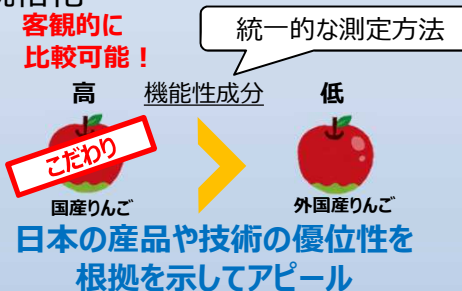 客観的に
比較可能！
統一的な測定方法
高 機能性成分 低
こだわり
国産りんご 外国産りんご
日本の産品や技術の優位性を
根拠を示してアピール